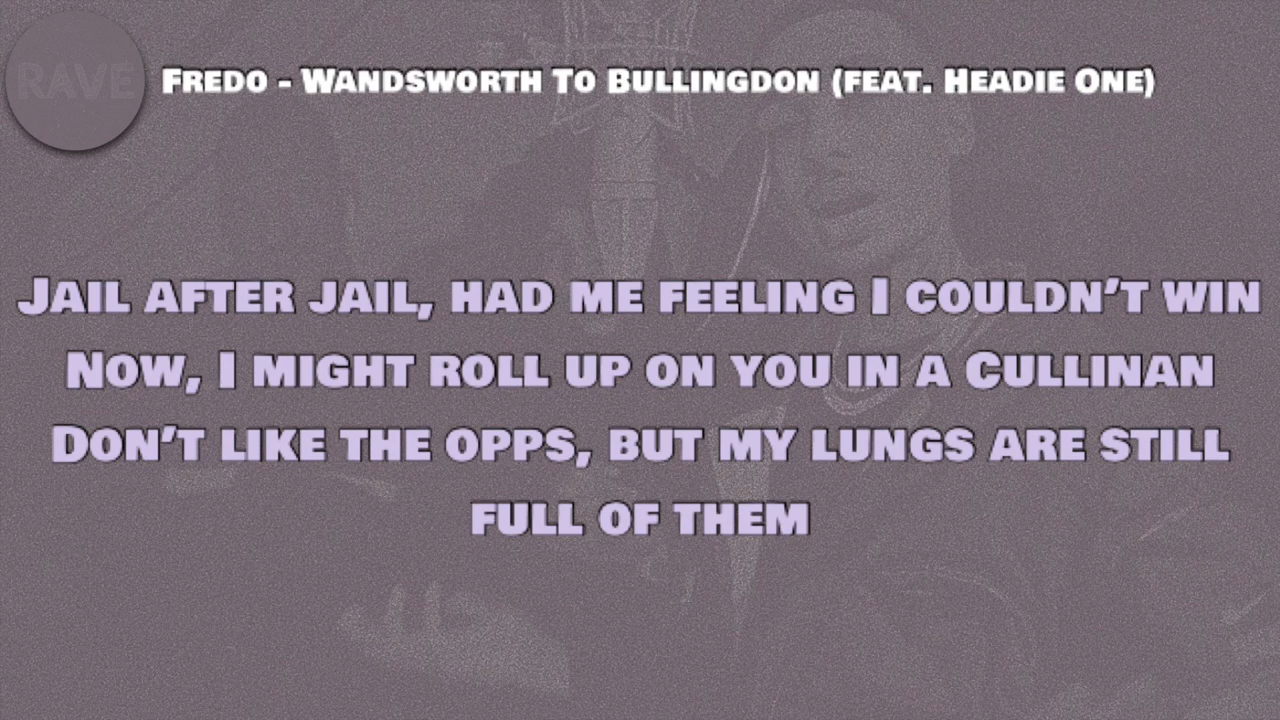 RAVE
Fredo - Wandsworth To Bullingdon (feat. Headie One)
Jail after jail, had me feeling I couldn't win
Now, I might roll up on you in a Cullinan
Don't like the opps, but my lungs are still
full of them